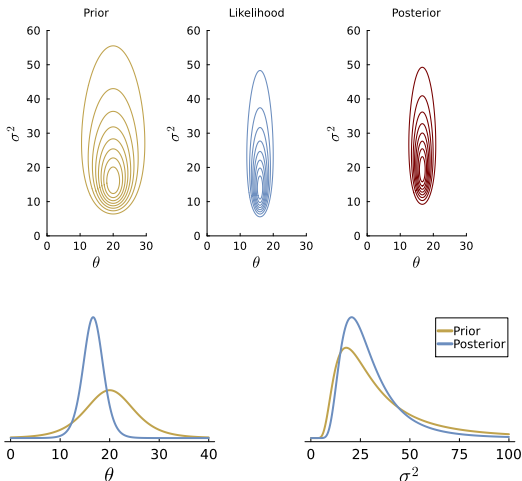 Prior Likelihood Posterior
60 60 60
50 50 50
40 40 40
σ² 30 σ² 30 σ² 30
20 20 20
10 10 10
0 0 0
0 10 20 30 0 10 20 30 0 10 20 30
θ θ θ
Prior
Posterior
0 10 20 30 40 0 25 50 75 100
θ σ²